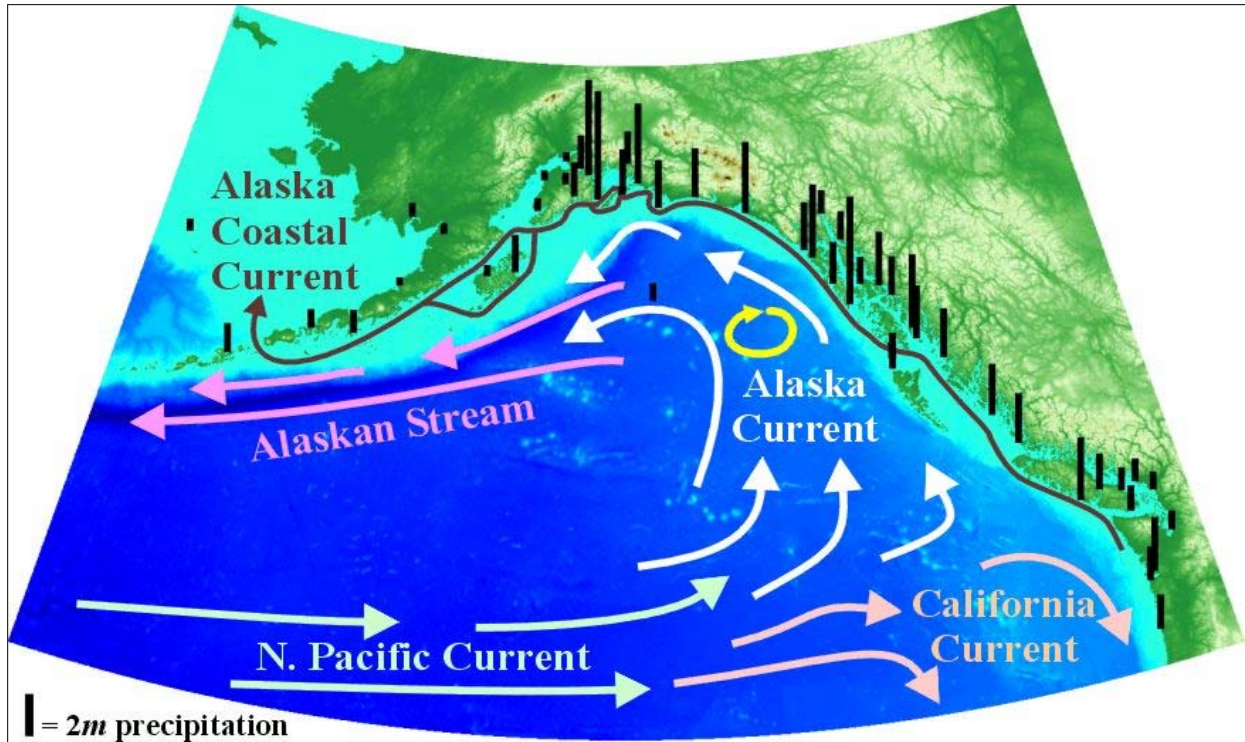 Alaska
Coastal
Current
Alaska
Current
Alaskan Stream
California
Current
N. Pacific Current
= 2m precipitation